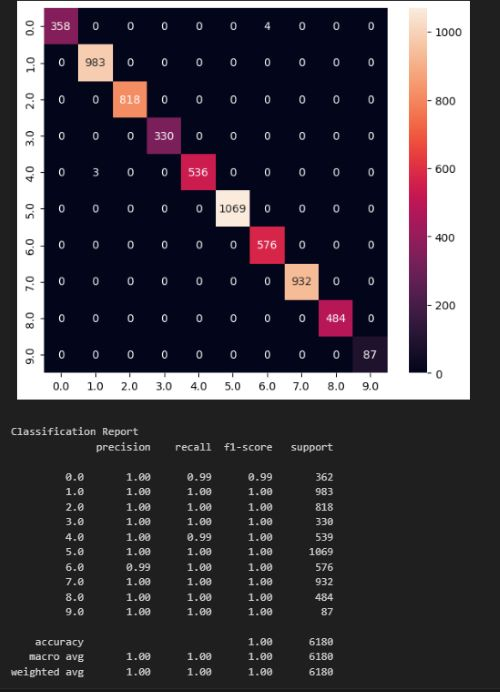 0.0 358 0 0 0 0 0 4 0 0 0
1.0 0 983 0 0 0 0 0 0 0 0
2.0 0 0 818 0 0 0 0 0 0 0
3.0 0 0 0 330 0 0 0 0 0 0
4.0 0 3 0 0 536 0 0 0 0 0
5.0 0 0 0 0 0 1069 0 0 0 0
6.0 0 0 0 0 0 0 576 0 0 0
7.0 0 0 0 0 0 0 0 932 0 0
8.0 0 0 0 0 0 0 0 0 484 0
9.0 0 0 0 0 0 0 0 0 0 87
0.0 1.0 2.0 3.0 4.0 5.0 6.0 7.0 8.0 9.0
1000
800
600
400
200
0
Classification Report
precision recall f1-score support
0.0 1.00 0.99 0.99 362
1.0 1.00 1.00 1.00 983
2.0 1.00 1.00 1.00 818
3.0 1.00 1.00 1.00 330
4.0 1.00 0.99 1.00 539
5.0 1.00 1.00 1.00 1069
6.0 0.99 1.00 1.00 576
7.0 1.00 1.00 1.00 932
8.0 1.00 1.00 1.00 484
9.0 1.00 1.00 1.00 87
accuracy 1.00 6180
macro avg 1.00 1.00 1.00 6180
weighted avg 1.00 1.00 1.00 6180